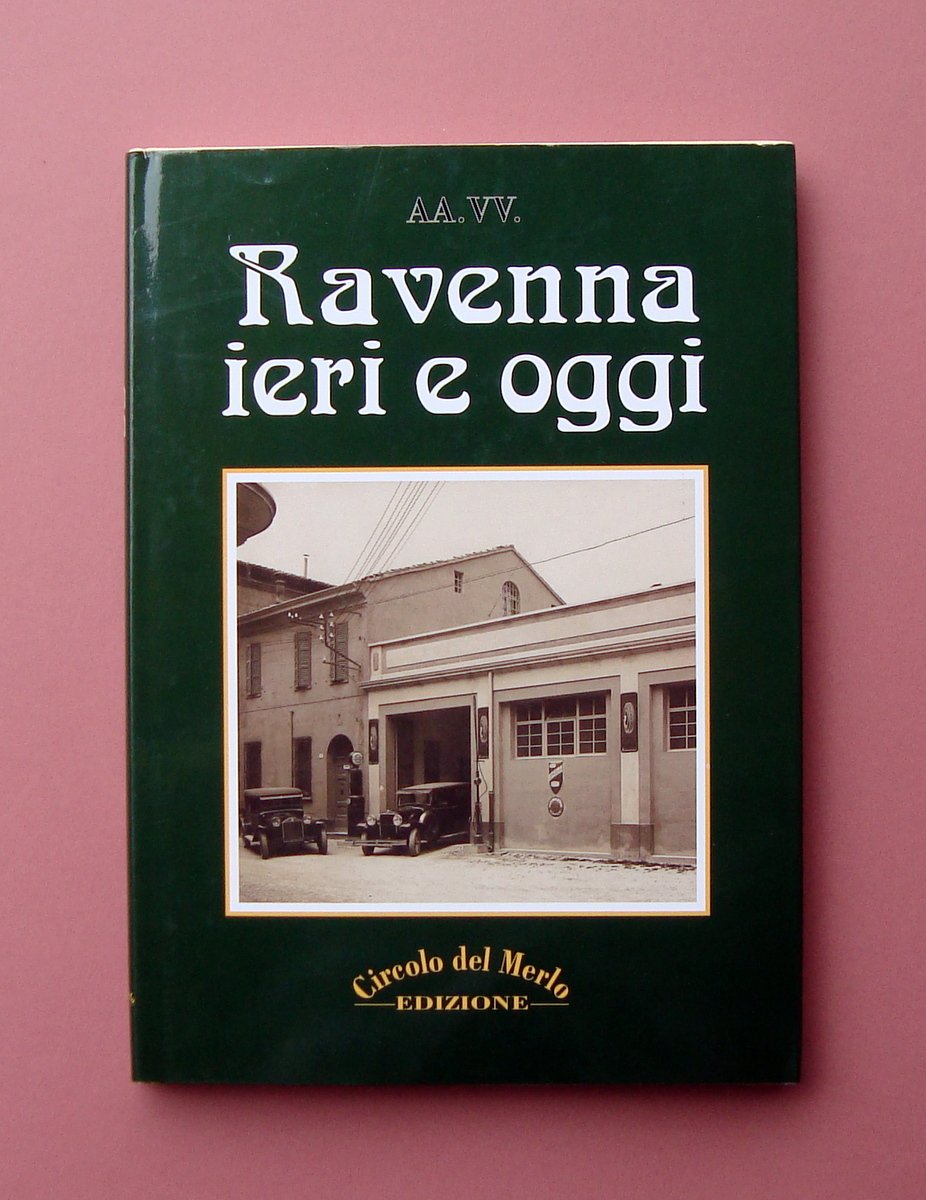 AA.VV.
Ravenna
ieri e oggi
Circolo del Merlo
EDIZIONE